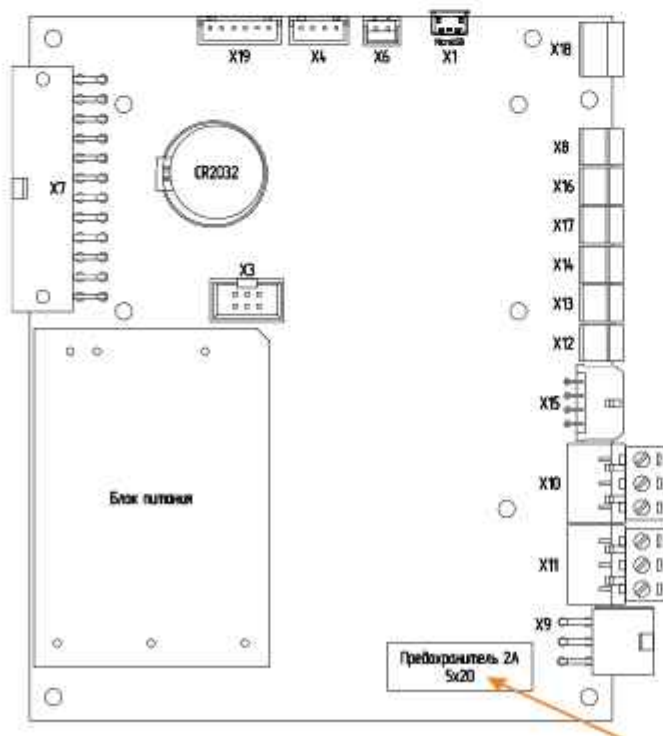 X19
X4
X6
X1
MicroUSB
X18
X7
CR2032
X8
X16
X17
X14
X3
X13
X12
X15
Блок питания
X10
X11
X9
Предохранитель 2А
5х20